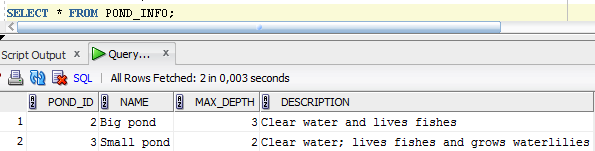 SELECT * FROM POND_INFO;
Script Output x Query... x
SQL | All Rows Fetched: 2 in 0,003 seconds
POND_ID NAME MAX_DEPTH DESCRIPTION
1 2 Big pond 3 Clear water and lives fishes
2 3 Small pond 2 Clear water; lives fishes and grows waterlilies